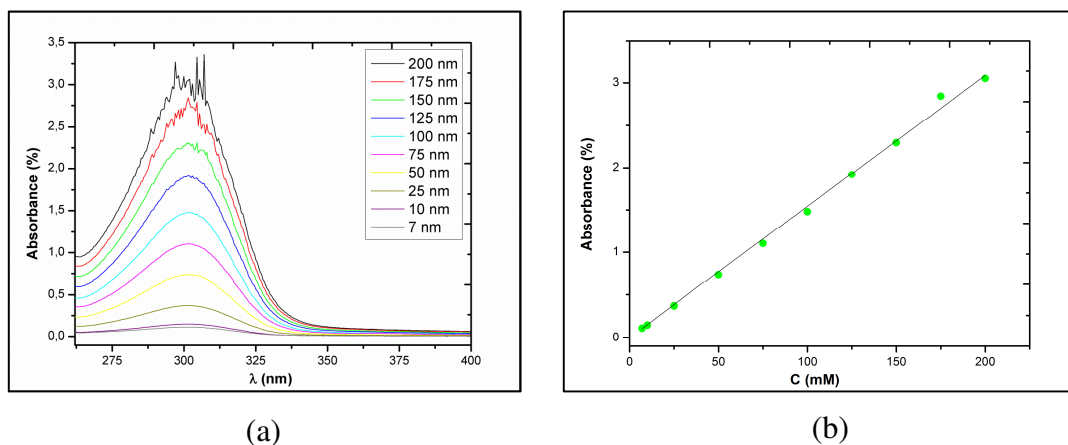 3,5
3,0
2,5
2,0
1,5
1,0
0,5
0,0
Absorbance (%)
275 300 325 350 375 400
λ (nm)
200 nm
175 nm
150 nm
125 nm
100 nm
75 nm
50 nm
25 nm
10 nm
7 nm
(a)
3
2
1
0
Absorbance (%)
0 50 100 150 200
C (mM)
(b)